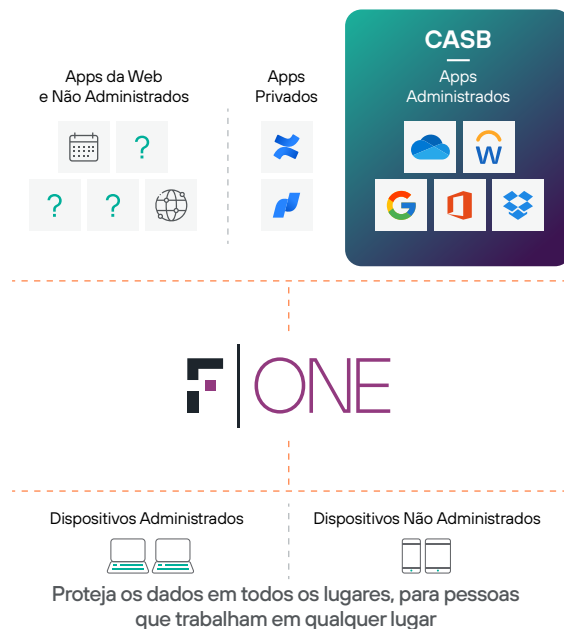 CASB
Apps da Web
e Não Administrados
Apps
Privados
Apps
Administrados
?
W
?
?
G
F|ONE
Dispositivos Administrados
Dispositivos Não Administrados
Proteja os dados em todos os lugares, para pessoas
que trabalham em qualquer lugar